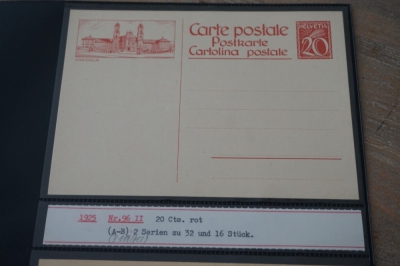 Carte postale
Postkarte
Cartolina postale
HELVETIA
20
1925 Nr.96 II 20 Cts. rot
(A-B) 2 Serien zu 32 und 16 Stück.